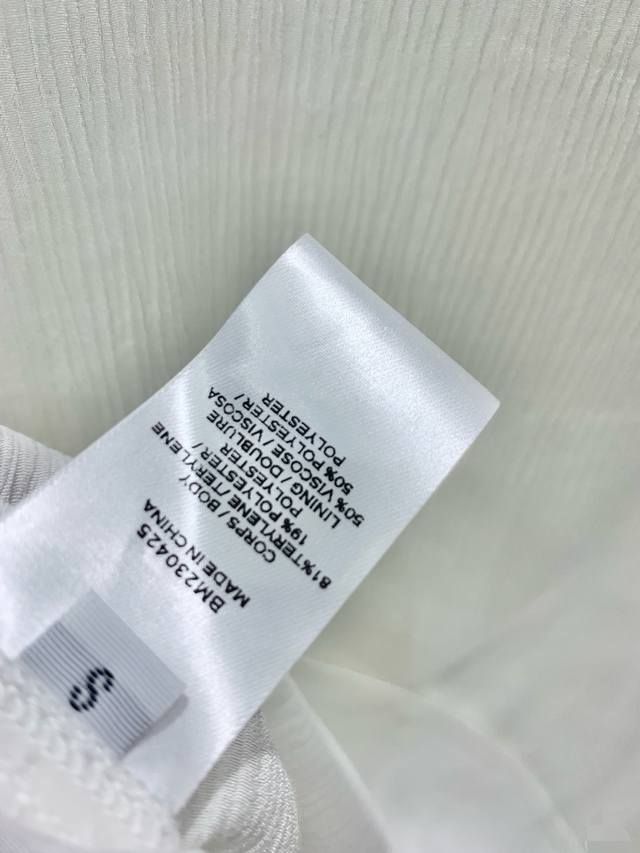 S
BM230425
MADE IN CHINA
CORPS / BODY
81%TERYLENE /TERYLENE
19% POLYESTER/
POLYESTER
LINING / DOUBLURE
50% VISCOSE / VISCOSA
50% POLYESTER/
POLYESTER